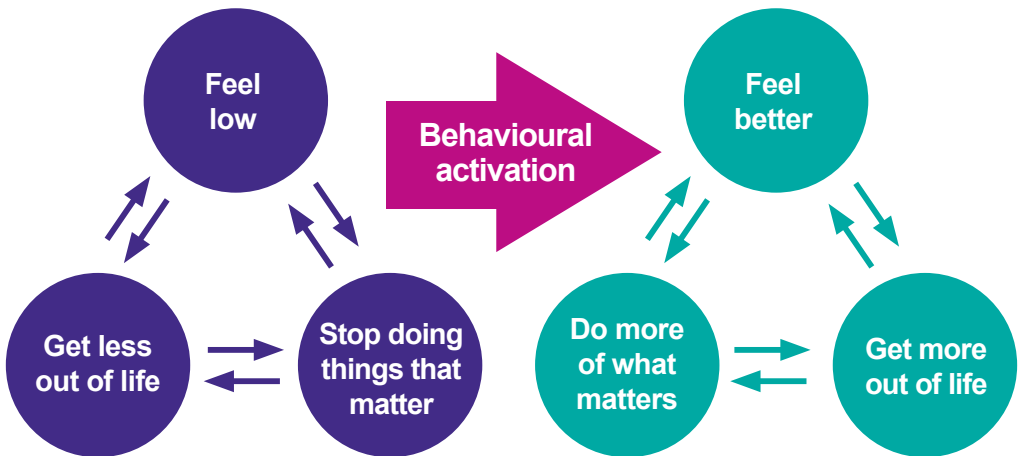 Feel
low
Behavioural
activation
Feel
better
Get less
out of life
Stop doing
things that
matter
Do more
of what
matters
Get more
out of life